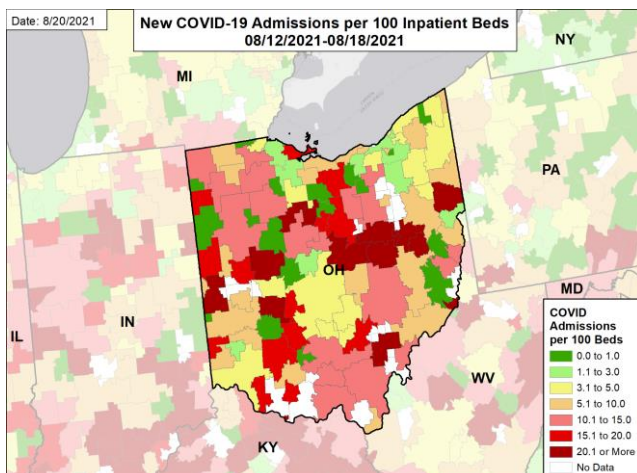 Date: 8/20/2021
New COVID-19 Admissions per 100 Inpatient Beds
08/12/2021-08/18/2021
NY
MI
PA
OH
MD
IL
IN
WV
KY
COVID
Admissions
per 100 Beds
0.0 to 1.0
1.1 to 3.0
3.1 to 5.0
5.1 to 10.0
10.1 to 15.0
15.1 to 20.0
20.1 or More
No Data